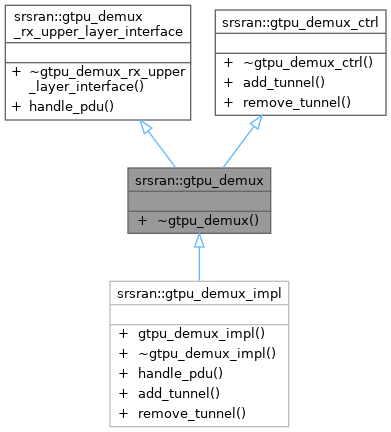 srsran::gtpu_demux
_rx_upper_layer_interface
+ ~gtpu_demux_rx_upper
_layer_interface()
+ handle_pdu()
srsran::gtpu_demux_ctrl
+ ~gtpu_demux_ctrl()
+ add_tunnel()
+ remove_tunnel()
srsran::gtpu_demux
+ ~gtpu_demux()
srsran::gtpu_demux_impl
+ gtpu_demux_impl()
+ ~gtpu_demux_impl()
+ handle_pdu()
+ add_tunnel()
+ remove_tunnel()